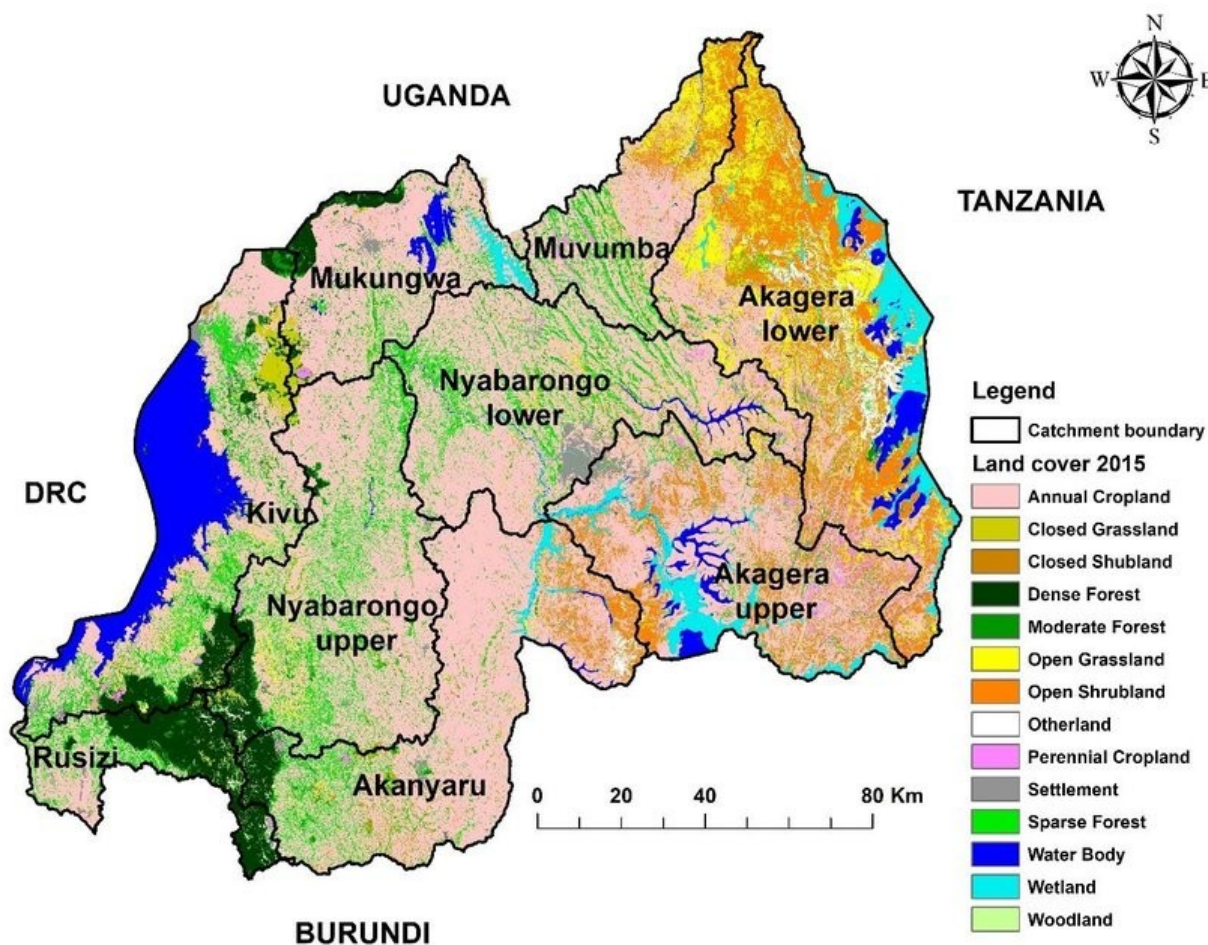 N
W E
S
UGANDA
TANZANIA
DRC
BURUNDI
Muvumba
Mukungwa
Akagera
lower
Nyabarongo
lower
Kivu
Akagera
upper
Nyabarongo
upper
Rusizi
Akanyaru
0 20 40 80 Km
Legend
Catchment boundary
Land cover 2015
Annual Cropland
Closed Grassland
Closed Shubland
Dense Forest
Moderate Forest
Open Grassland
Open Shrubland
Otherland
Perennial Cropland
Settlement
Sparse Forest
Water Body
Wetland
Woodland